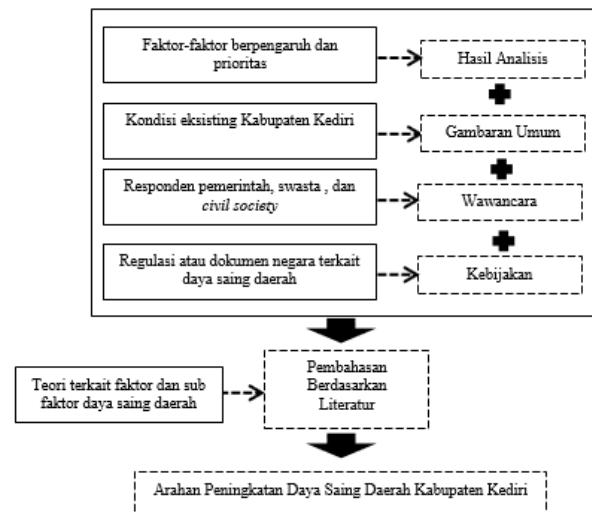 Faktor-faktor berpengaruh dan
prioritas
Hasil Analisis
Kondisi eksisting Kabupaten Kediri
Gambaran Umum
Responden pemerintah, swasta , dan
civil society
Wawancara
Regulasi atau dokumen negara terkait
daya saing daerah
Kebijakan
Teori terkait faktor dan sub
faktor daya saing daerah
Pembahasan
Berdasarkan
Literatur
Arahan Peningkatan Daya Saing Daerah Kabupaten Kediri